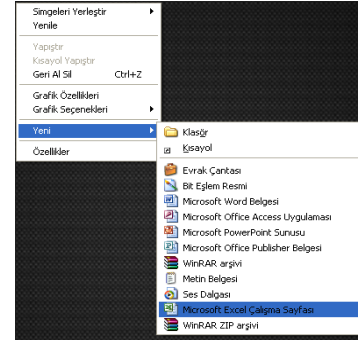 Simgeleri Yerleştir
Yenile
Yapıştır
Kısayol Yapıştır
Geri Al Sil Ctrl+Z
Grafik Özellikleri
Grafik Seçenekleri
Yeni
Özellikler
Klasör
Kısayol
Evrak Çantası
Bit Eşlem Resmi
Microsoft Word Belgesi
Microsoft Office Access Uygulaması
Microsoft PowerPoint Sunusu
Microsoft Office Publisher Belgesi
WinRAR arşivi
Metin Belgesi
Ses Dalgası
Microsoft Excel Çalışma Sayfası
WinRAR ZIP arşivi